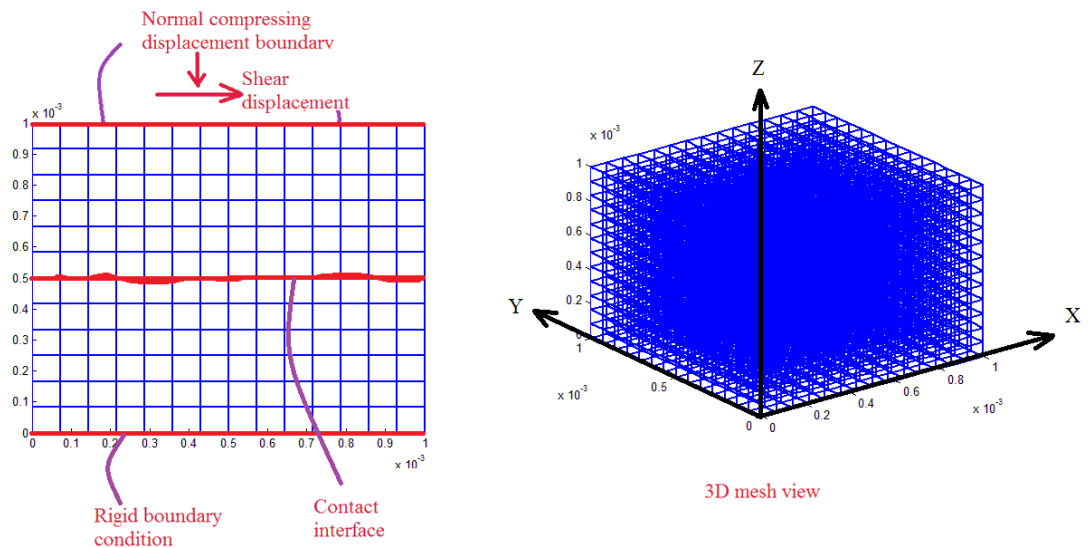 Normal compressing
displacement boundary
Shear
displacement
x 10⁻³
1
0.9
0.8
0.7
0.6
0.5
0.4
0.3
0.2
0.1
0
0 0.1 0.2 0.3 0.4 0.5 0.6 0.7 0.8 0.9 1
x 10⁻³
Rigid boundary
condition
Contact
interface
Z
x 10⁻³
1
0.8
0.6
0.4
0.2
0
Y
1
0.5
0
x 10⁻³
X
0 0.2 0.4 0.6 0.8 1
x 10⁻³
3D mesh view